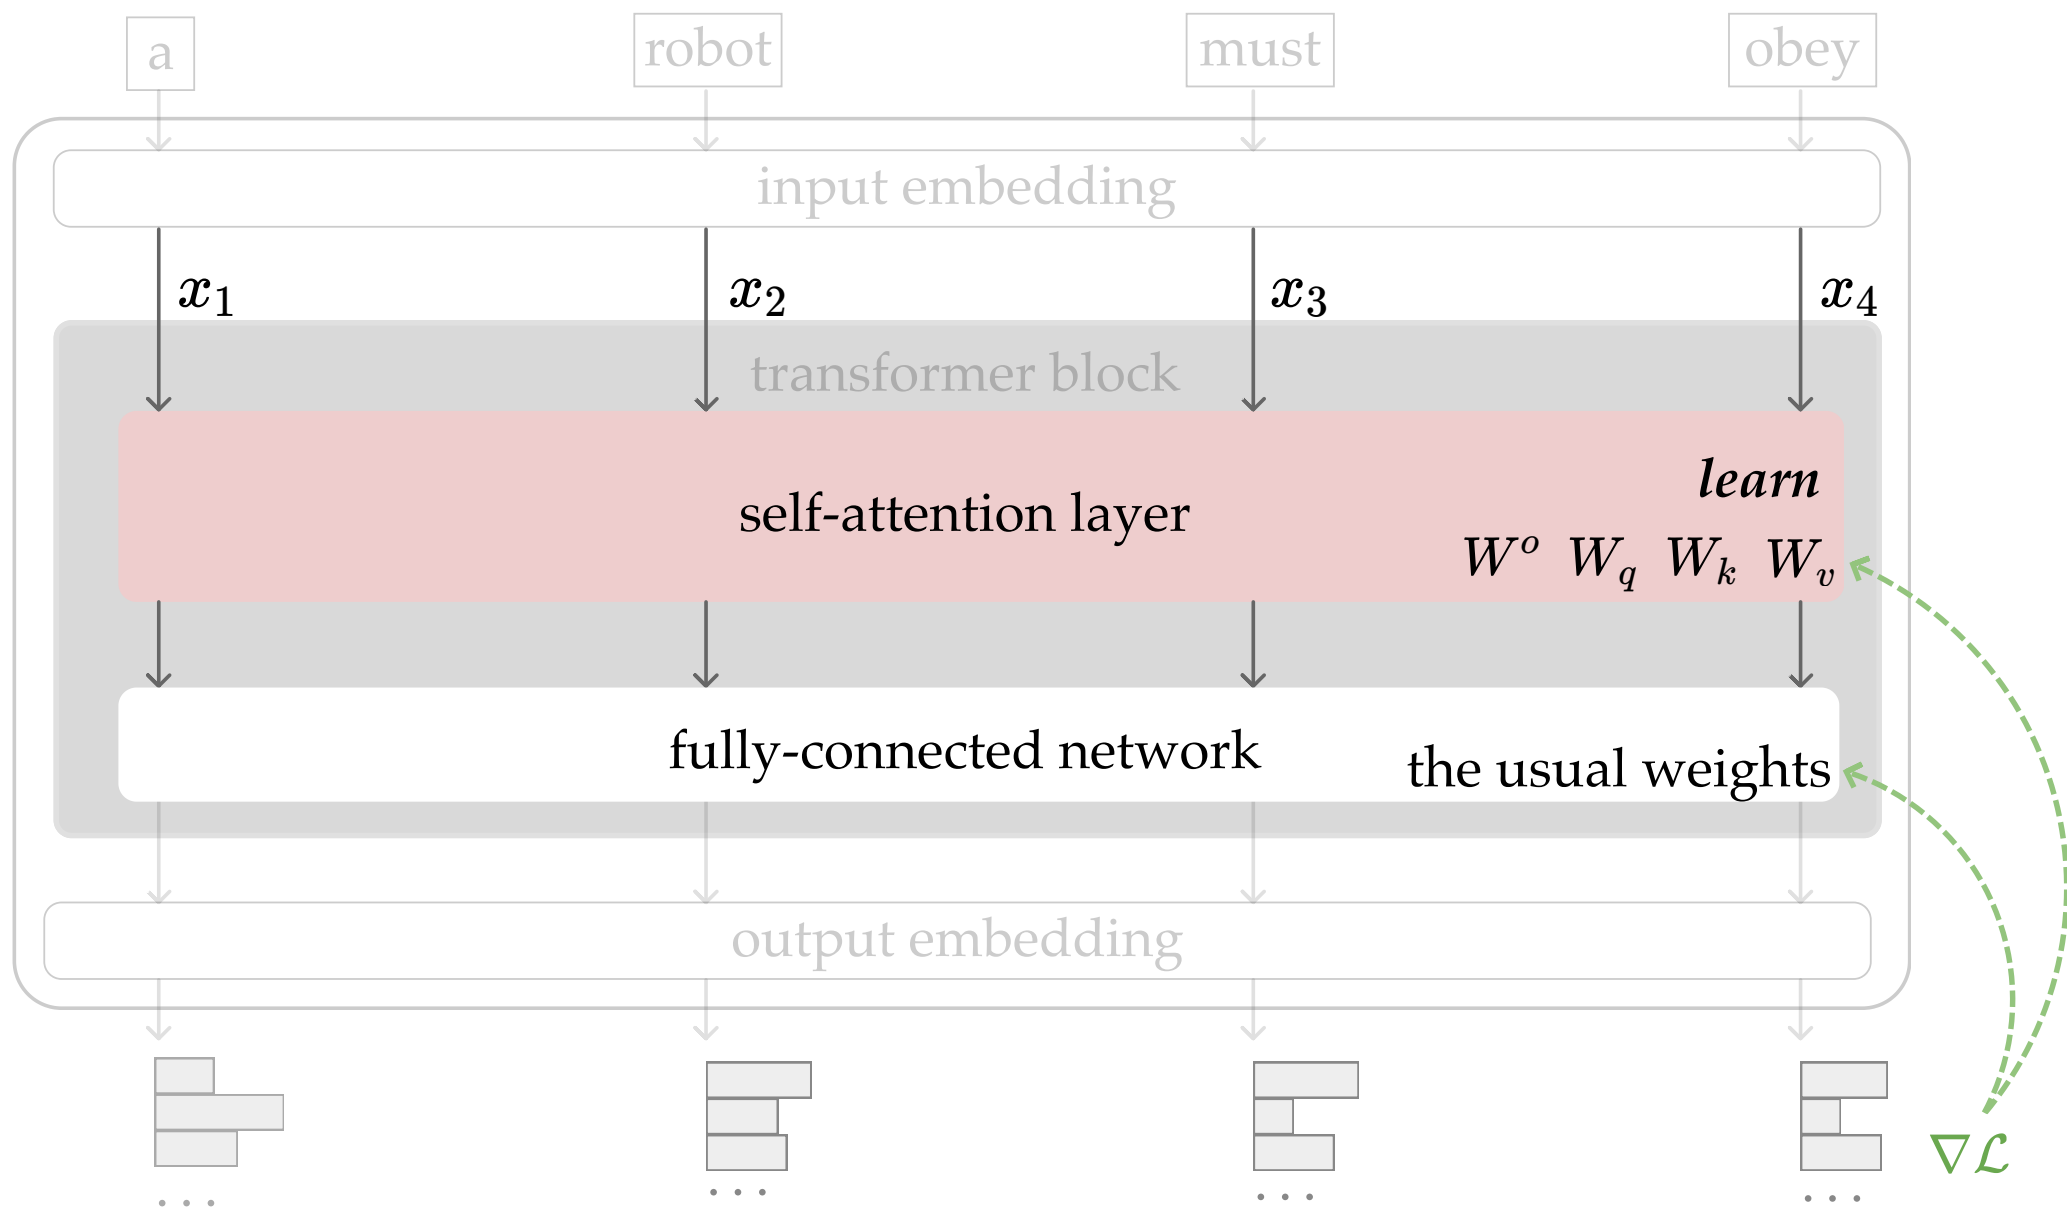 a robot must obey
input embedding
x₁ x₂ x₃ x₄
transformer block
learn
self-attention layer
Wᵒ W_q W_k W_v
fully-connected network
the usual weights
output embedding
∇ℒ
... ... ... ...